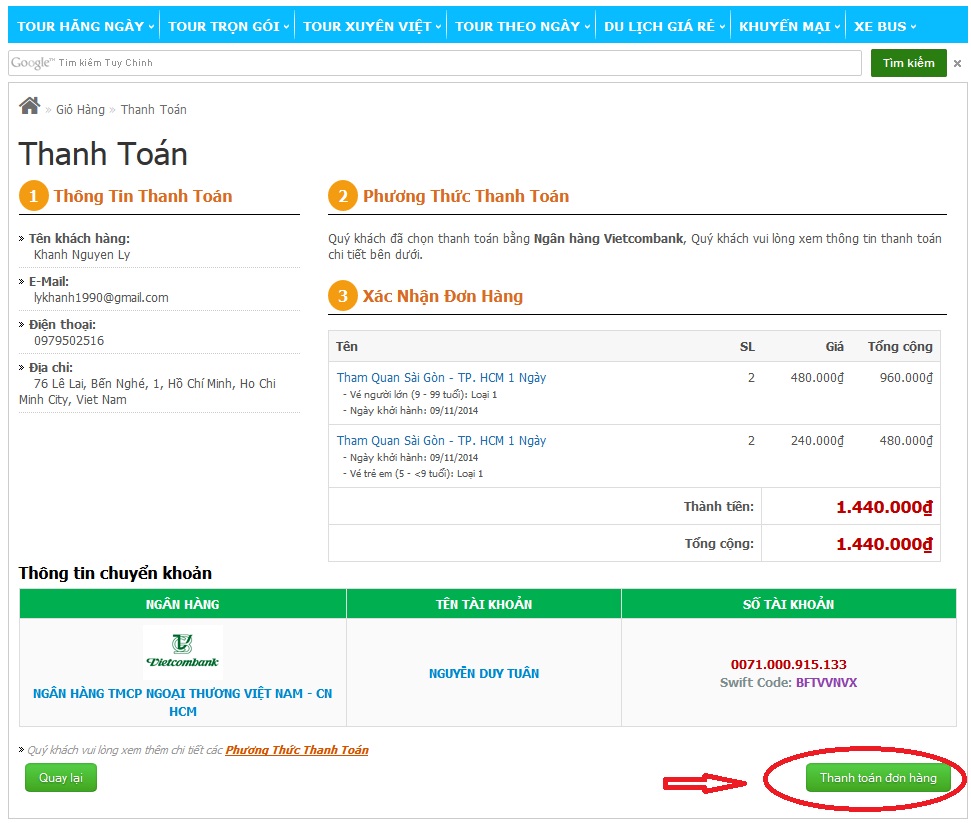 TOUR HÃNG NGÀY TOUR TRỌN GÓI TOUR XUYÊN VIỆT TOUR THEO NGÀY DU LỊCH GIÁ RẺ KHUYẾN MẠI XE BUS
Google™ Tìm kiếm Tùy Chỉnh Tìm kiếm ×
» Giỏ Hàng » Thanh Toán
Thanh Toán
1 Thông Tin Thanh Toán
» Tên khách hàng:
Khanh Nguyen Ly
» E-Mail:
lykhanh1990@gmail.com
» Điện thoại:
0979502516
» Địa chỉ:
76 Lê Lai, Bến Nghé, 1, Hồ Chí Minh, Ho Chi
Minh City, Viet Nam
2 Phương Thức Thanh Toán
Quý khách đã chọn thanh toán bằng Ngân hàng Vietcombank, Quý khách vui lòng xem thông tin thanh toán
chi tiết bên dưới.
3 Xác Nhận Đơn Hàng
Tên SL Giá Tổng cộng
Tham Quan Sài Gòn - TP. HCM 1 Ngày 2 480.000₫ 960.000₫
- Vé người lớn (9 - 99 tuổi): Loại 1
- Ngày khởi hành: 09/11/2014
Tham Quan Sài Gòn - TP. HCM 1 Ngày 2 240.000₫ 480.000₫
- Ngày khởi hành: 09/11/2014
- Vé trẻ em (5 - <9 tuổi): Loại 1
Thành tiền: 1.440.000₫
Tổng cộng: 1.440.000₫
Thông tin chuyển khoản
NGÂN HÀNG TÊN TÀI KHOẢN SỐ TÀI KHOẢN
Vietcombank
NGÂN HÀNG TMCP NGOẠI THƯƠNG VIỆT NAM - CN
HCM
NGUYỄN DUY TUÂN
0071.000.915.133
Swift Code: BFTVVNVX
» Quý khách vui lòng xem thêm chi tiết các Phương Thức Thanh Toán
Quay lại Thanh toán đơn hàng